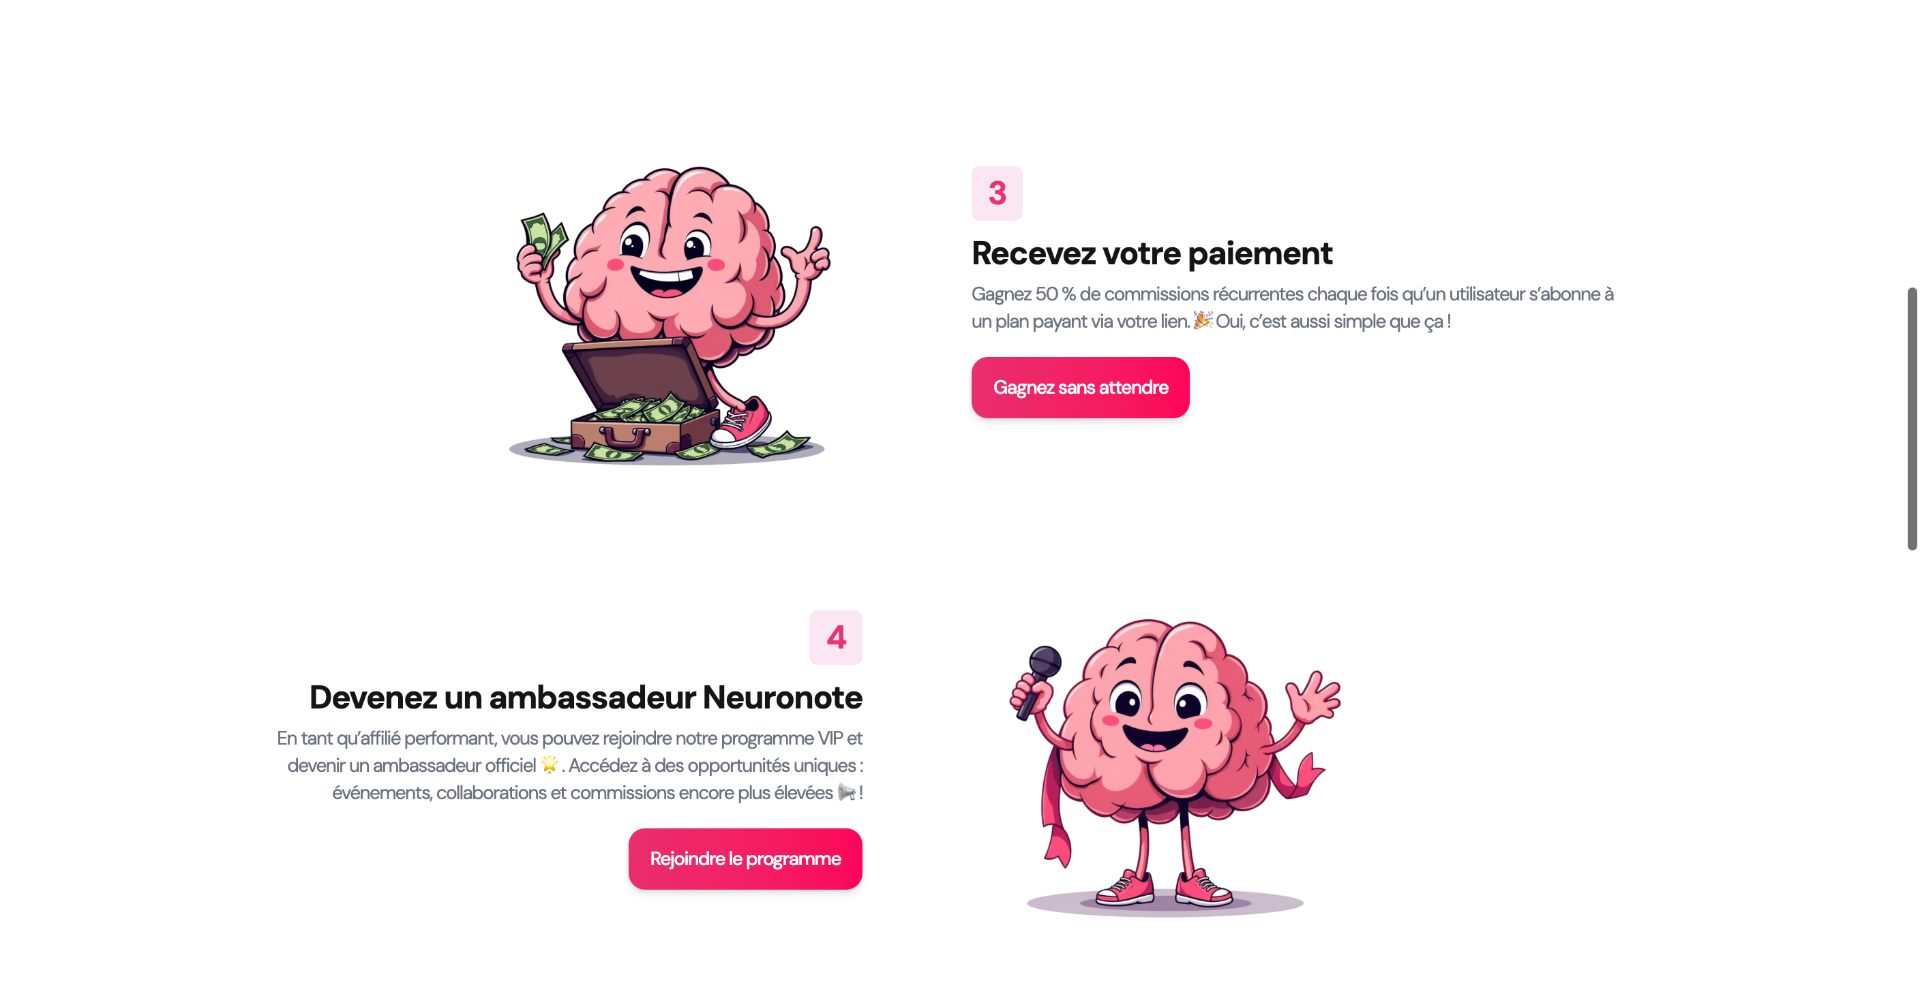 3
Recevez votre paiement
Gagnez 50 % de commissions récurrentes chaque fois qu’un utilisateur s’abonne à
un plan payant via votre lien. 🎉 Oui, c’est aussi simple que ça !
Gagnez sans attendre
4
Devenez un ambassadeur Neuronote
En tant qu’affilié performant, vous pouvez rejoindre notre programme VIP et
devenir un ambassadeur officiel 🌟 . Accédez à des opportunités uniques :
événements, collaborations et commissions encore plus élevées 📢 !
Rejoindre le programme